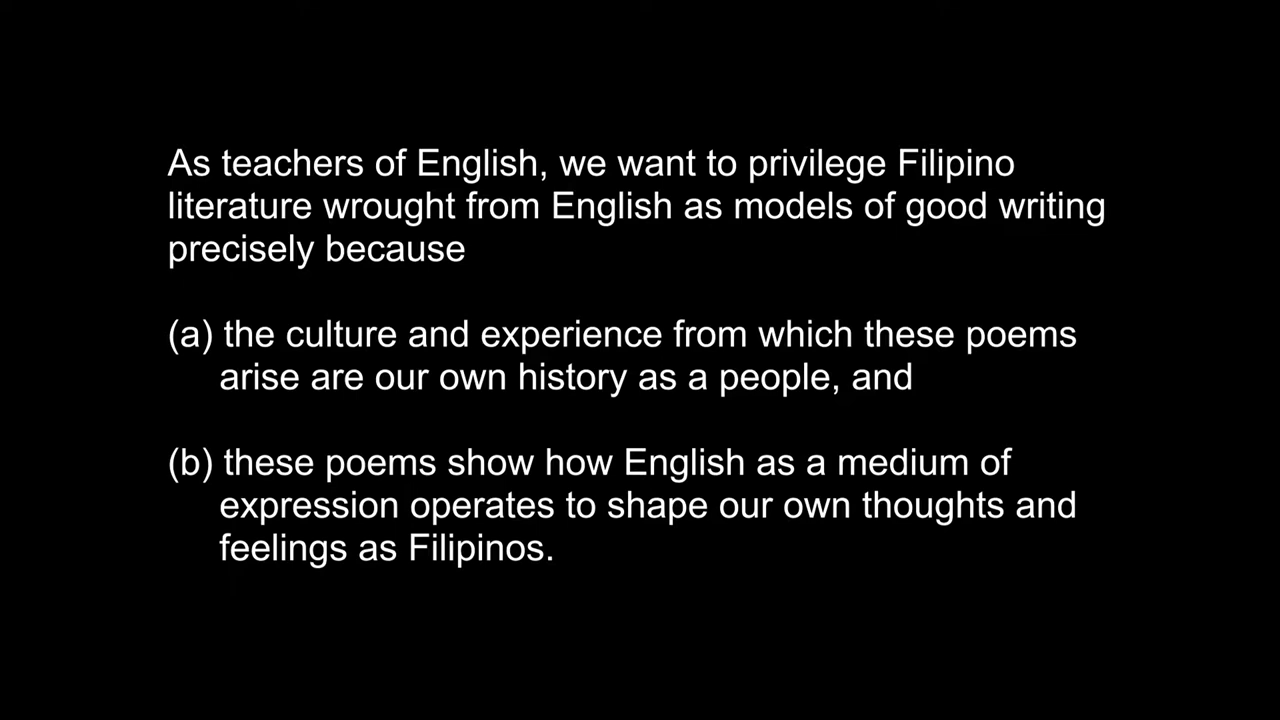 As teachers of English, we want to privilege Filipino
literature wrought from English as models of good writing
precisely because
(a) the culture and experience from which these poems
arise are our own history as a people, and
(b) these poems show how English as a medium of
expression operates to shape our own thoughts and
feelings as Filipinos.